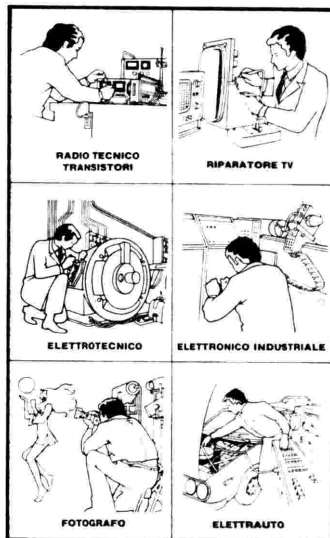 RADIO TECNICO
TRANSISTORI
RIPARATORE TV
ELETTROTECNICO
ELETTRONICO INDUSTRIALE
FOTOGRAFO
ELETTRAUTO